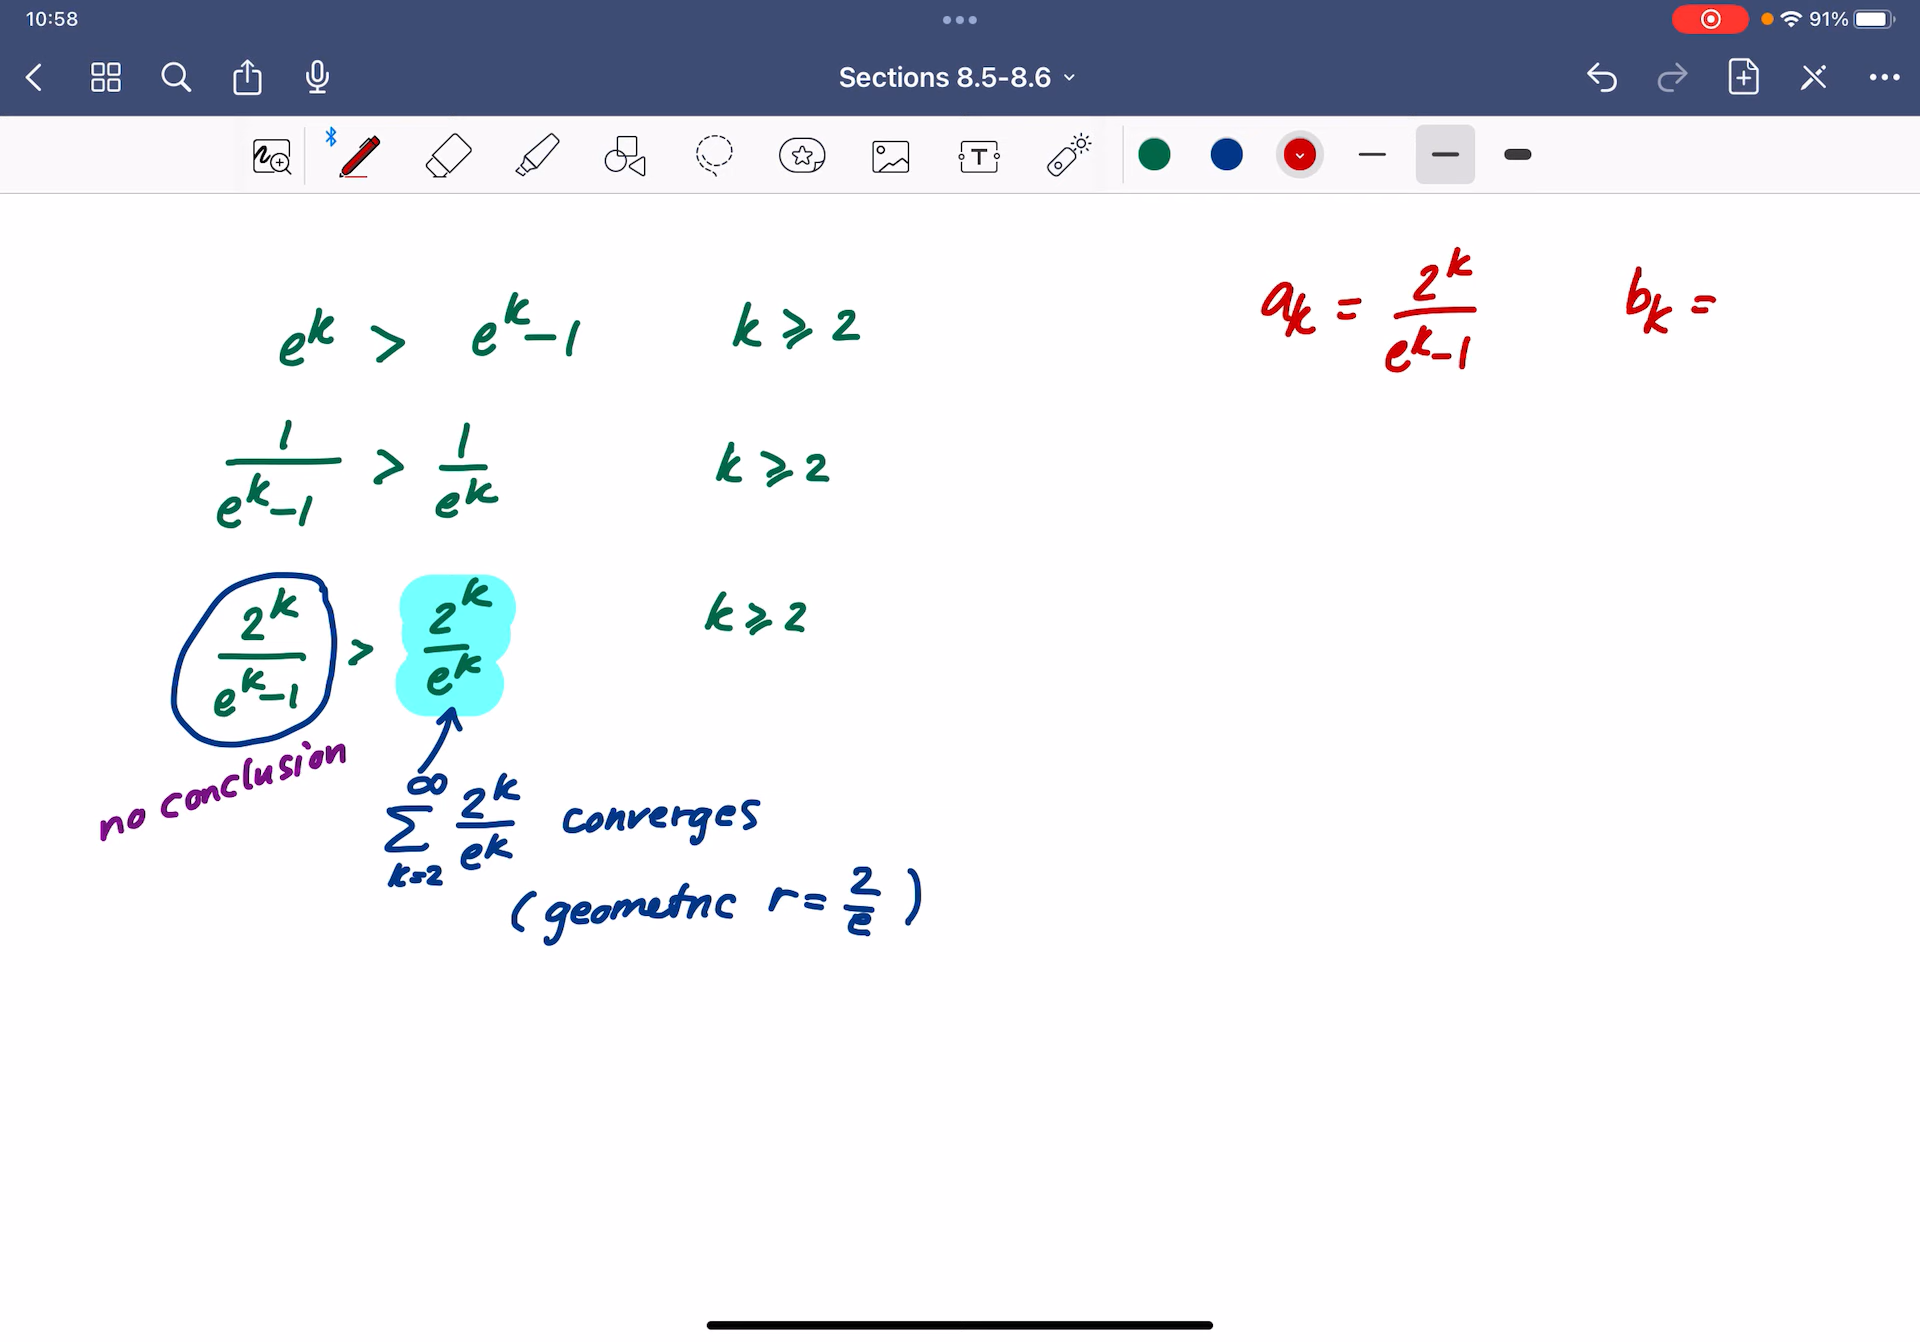 10:58
91%
Sections 8.5-8.6
T
e^k > e^k-1 k ⩾ 2
a_k = 2^k/(e^k-1) b_k =
1/(e^k-1) > 1/e^k k ⩾ 2
2^k/(e^k-1) > 2^k/e^k k ⩾ 2
no conclusion
∞∑k=2 2^k/e^k converges
(geometric r = 2/e)